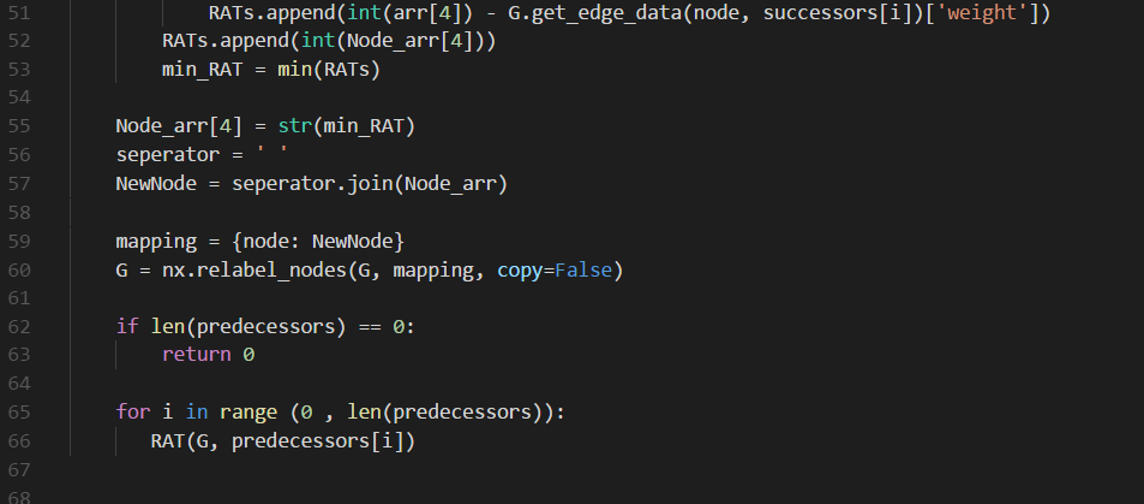 51 RATs.append(int(arr[4]) - G.get_edge_data(node, successors[i])['weight'])
52 RATs.append(int(Node_arr[4]))
53 min_RAT = min(RATs)
54
55 Node_arr[4] = str(min_RAT)
56 seperator = ' '
57 NewNode = seperator.join(Node_arr)
58
59 mapping = {node: NewNode}
60 G = nx.relabel_nodes(G, mapping, copy=False)
61
62 if len(predecessors) == 0:
63 return 0
64
65 for i in range (0 , len(predecessors)):
66 RAT(G, predecessors[i])
67
68